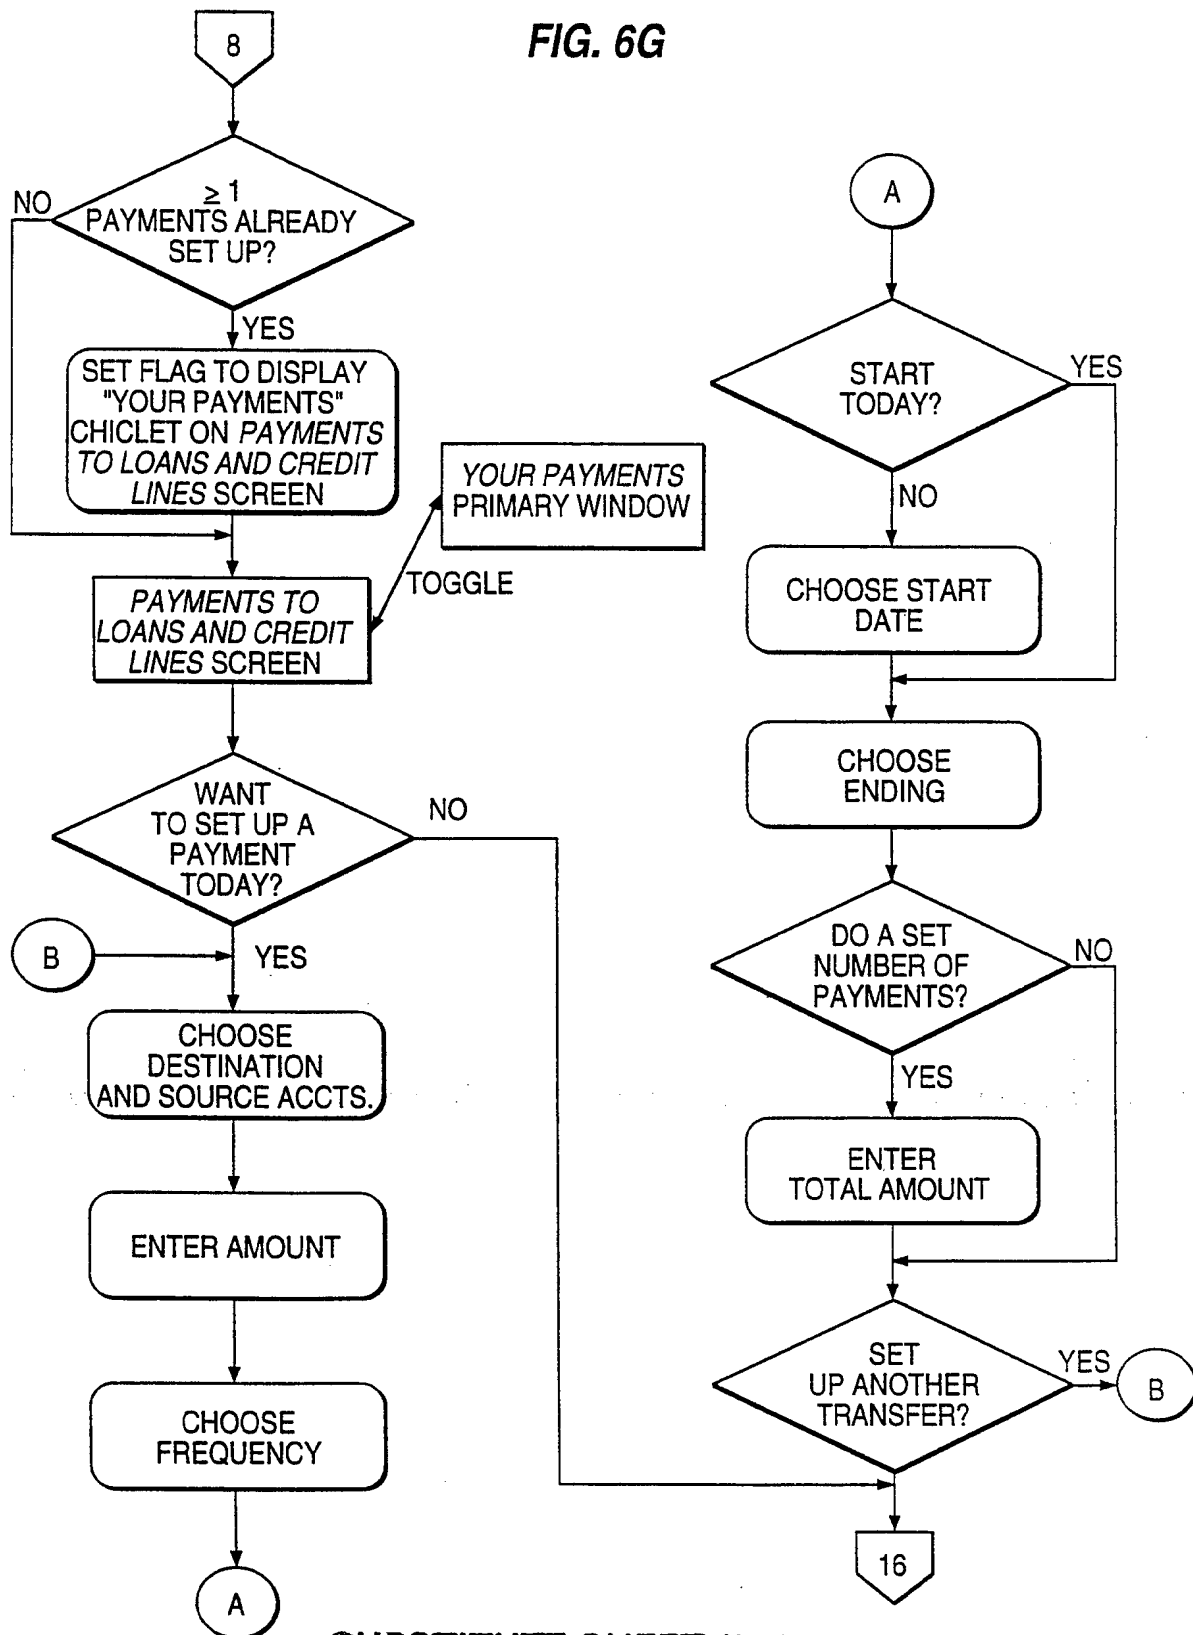 FIG. 6G
8
≥ 1
PAYMENTS ALREADY
SET UP?
NO
YES
SET FLAG TO DISPLAY
"YOUR PAYMENTS"
CHICLET ON PAYMENTS
TO LOANS AND CREDIT
LINES SCREEN
YOUR PAYMENTS
PRIMARY WINDOW
TOGGLE
PAYMENTS TO
LOANS AND CREDIT
LINES SCREEN
WANT
TO SET UP A
PAYMENT
TODAY?
NO
B
YES
CHOOSE
DESTINATION
AND SOURCE ACCTS.
ENTER AMOUNT
CHOOSE
FREQUENCY
A
A
START
TODAY?
YES
NO
CHOOSE START
DATE
CHOOSE
ENDING
DO A SET
NUMBER OF
PAYMENTS?
NO
YES
ENTER
TOTAL AMOUNT
SET
UP ANOTHER
TRANSFER?
YES
B
16